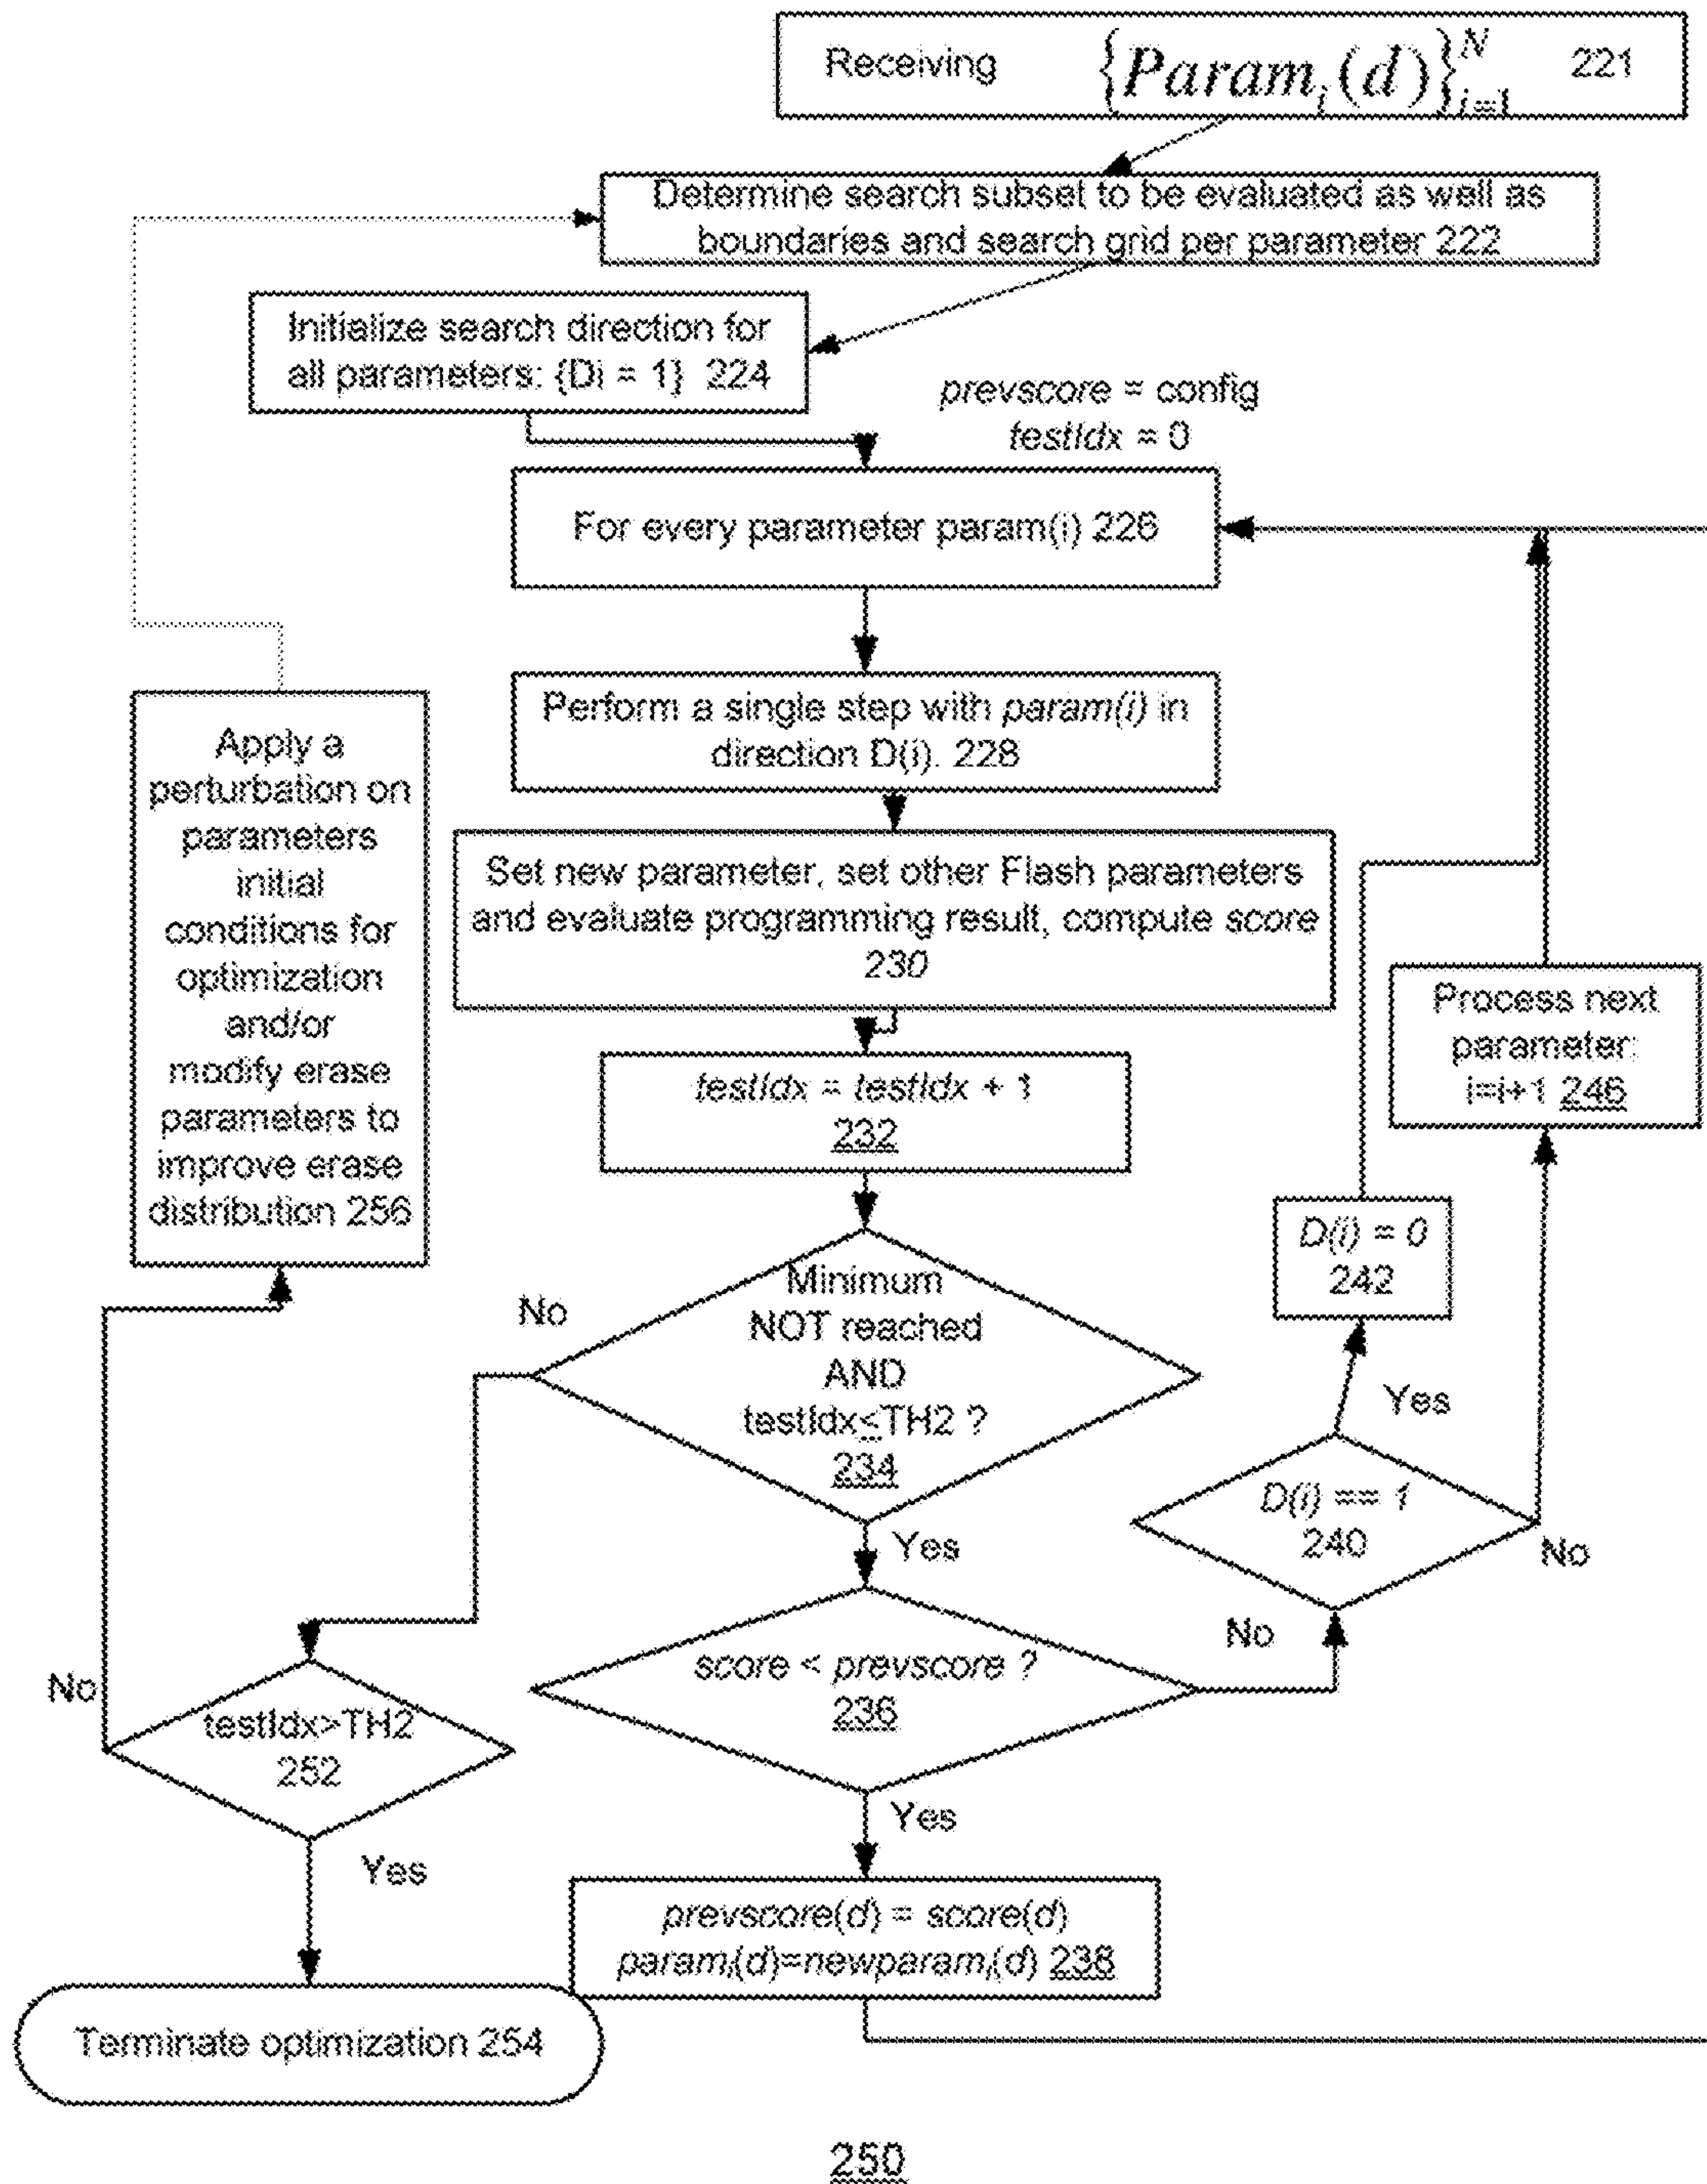 Receiving {Param_i(d)}_{i=1}^N 221
Determine search subset to be evaluated as well as
boundaries and search grid per parameter 222
Initialize search direction for
all parameters: {Di = 1} 224
prevscore = config
testIdx = 0
For every parameter param(i) 226
Perform a single step with param(i) in
direction D(i). 228
Set new parameter, set other Flash parameters
and evaluate programming result, compute score
230
testIdx = testIdx + 1
232
Minimum
NOT reached
AND
testIdx≤TH2 ?
234
No
Yes
score < prevscore ?
236
No
Yes
prevscore(d) = score(d)
param_i(d)=newparam_i(d) 238
D(i) == 1
240
Yes
No
D(i) = 0
242
Process next
parameter:
i=i+1 246
Apply a
perturbation on
parameters
initial
conditions for
optimization
and/or
modify erase
parameters to
improve erase
distribution 256
testIdx>TH2
252
No
Yes
Terminate optimization 254
250